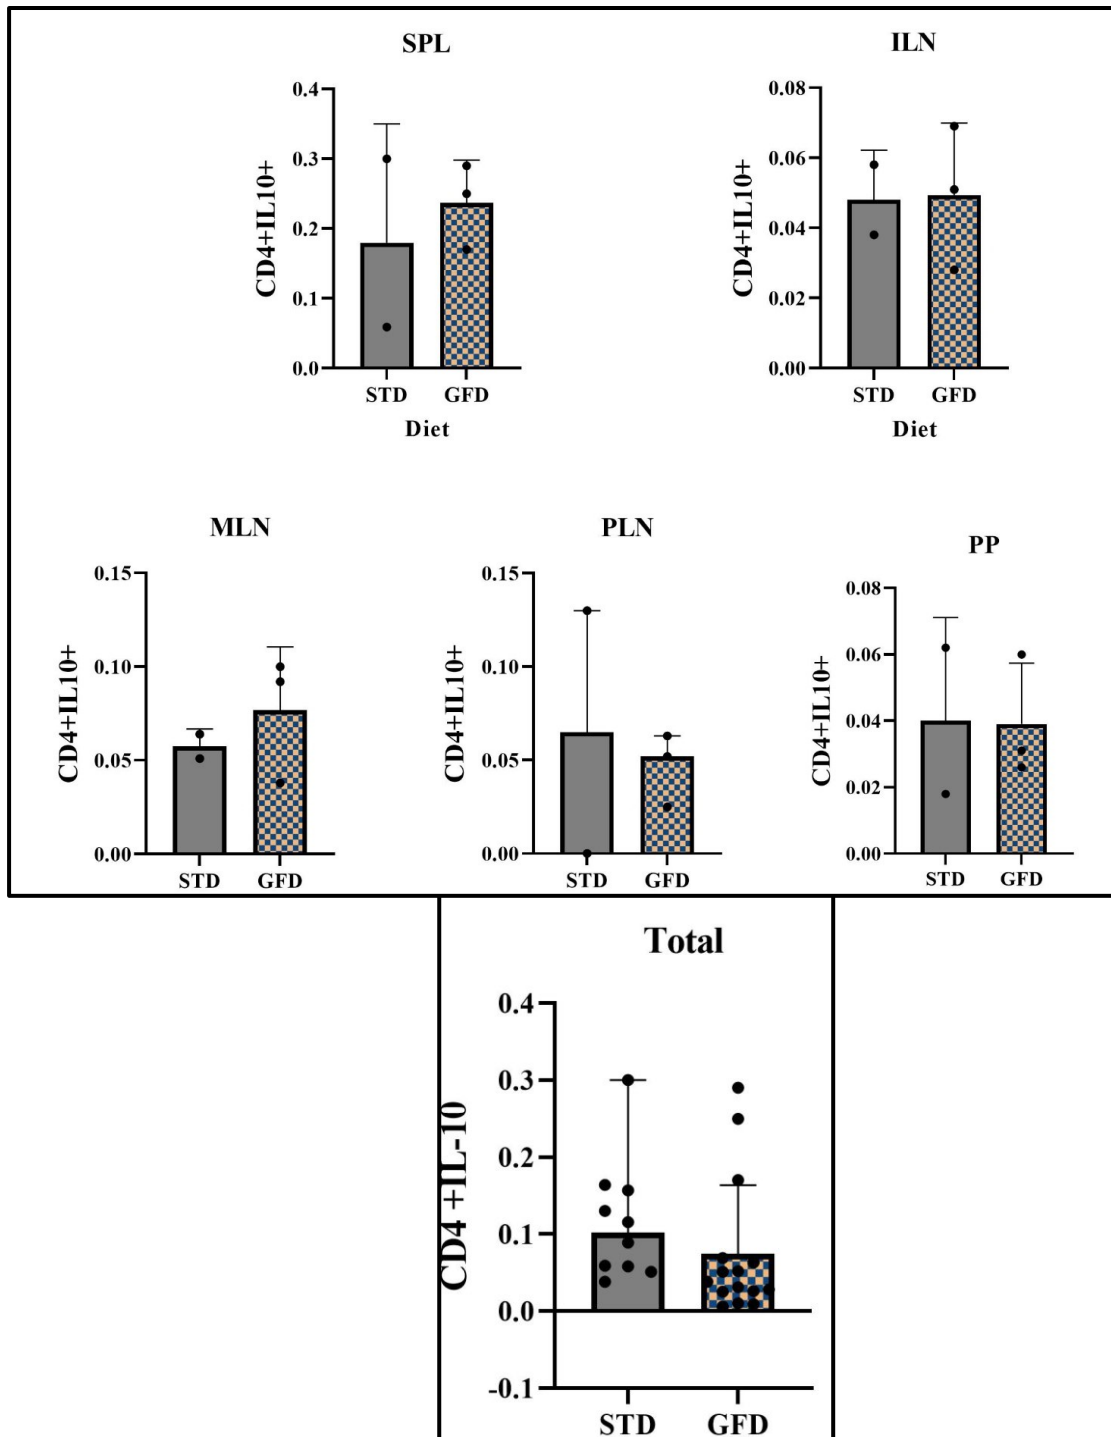 SPL
CD4+IL10+
0.4
0.3
0.2
0.1
0.0
STD GFD
Diet
ILN
CD4+IL10+
0.08
0.06
0.04
0.02
0.00
STD GFD
Diet
MLN
CD4+IL10+
0.15
0.10
0.05
0.00
STD GFD
PLN
CD4+IL10+
0.15
0.10
0.05
0.00
STD GFD
PP
CD4+IL10+
0.08
0.06
0.04
0.02
0.00
STD GFD
Total
CD4 +IL-10
0.4
0.3
0.2
0.1
0.0
-0.1
STD GFD